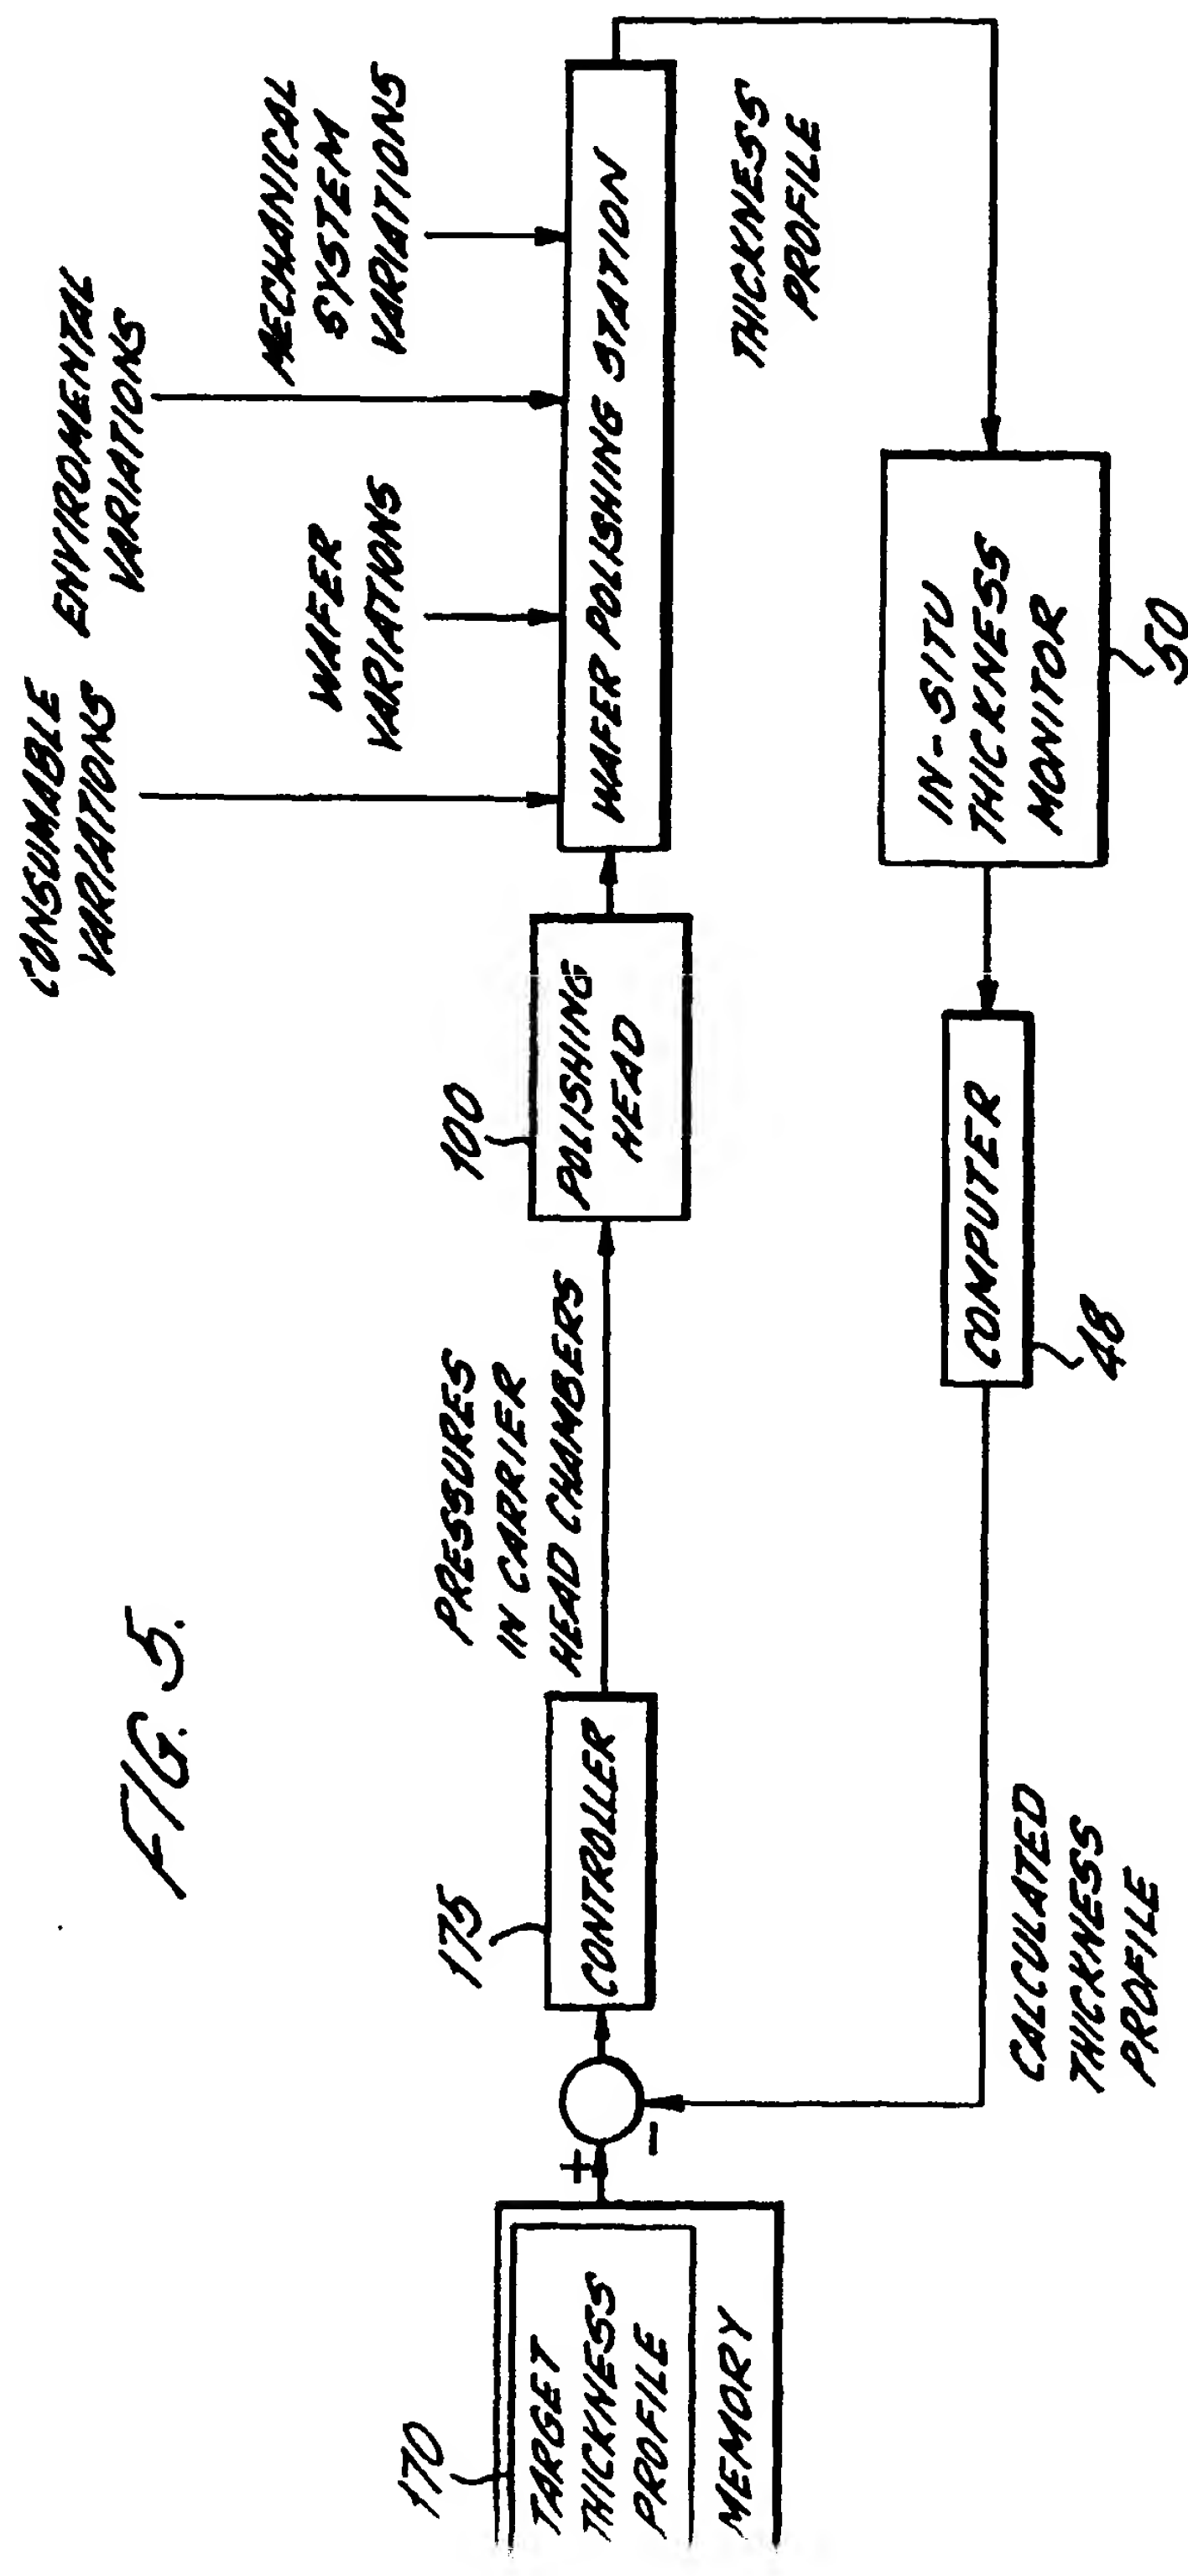 FIG. 5.
CONSUMABLE
VARIATIONS
ENVIROMENTAL
VARIATIONS
WAFER
VARIATIONS
MECHANICAL
SYSTEM
VARIATIONS
170
TARGET
THICKNESS
PROFILE
MEMORY
+
-
175
CONTROLLER
PRESSURES
IN CARRIER
HEAD CHAMBERS
100
POLISHING
HEAD
WAFER POLISHING STATION
THICKNESS
PROFILE
IN-SITU
THICKNESS
MONITOR
50
COMPUTER
48
CALCULATED
THICKNESS
PROFILE